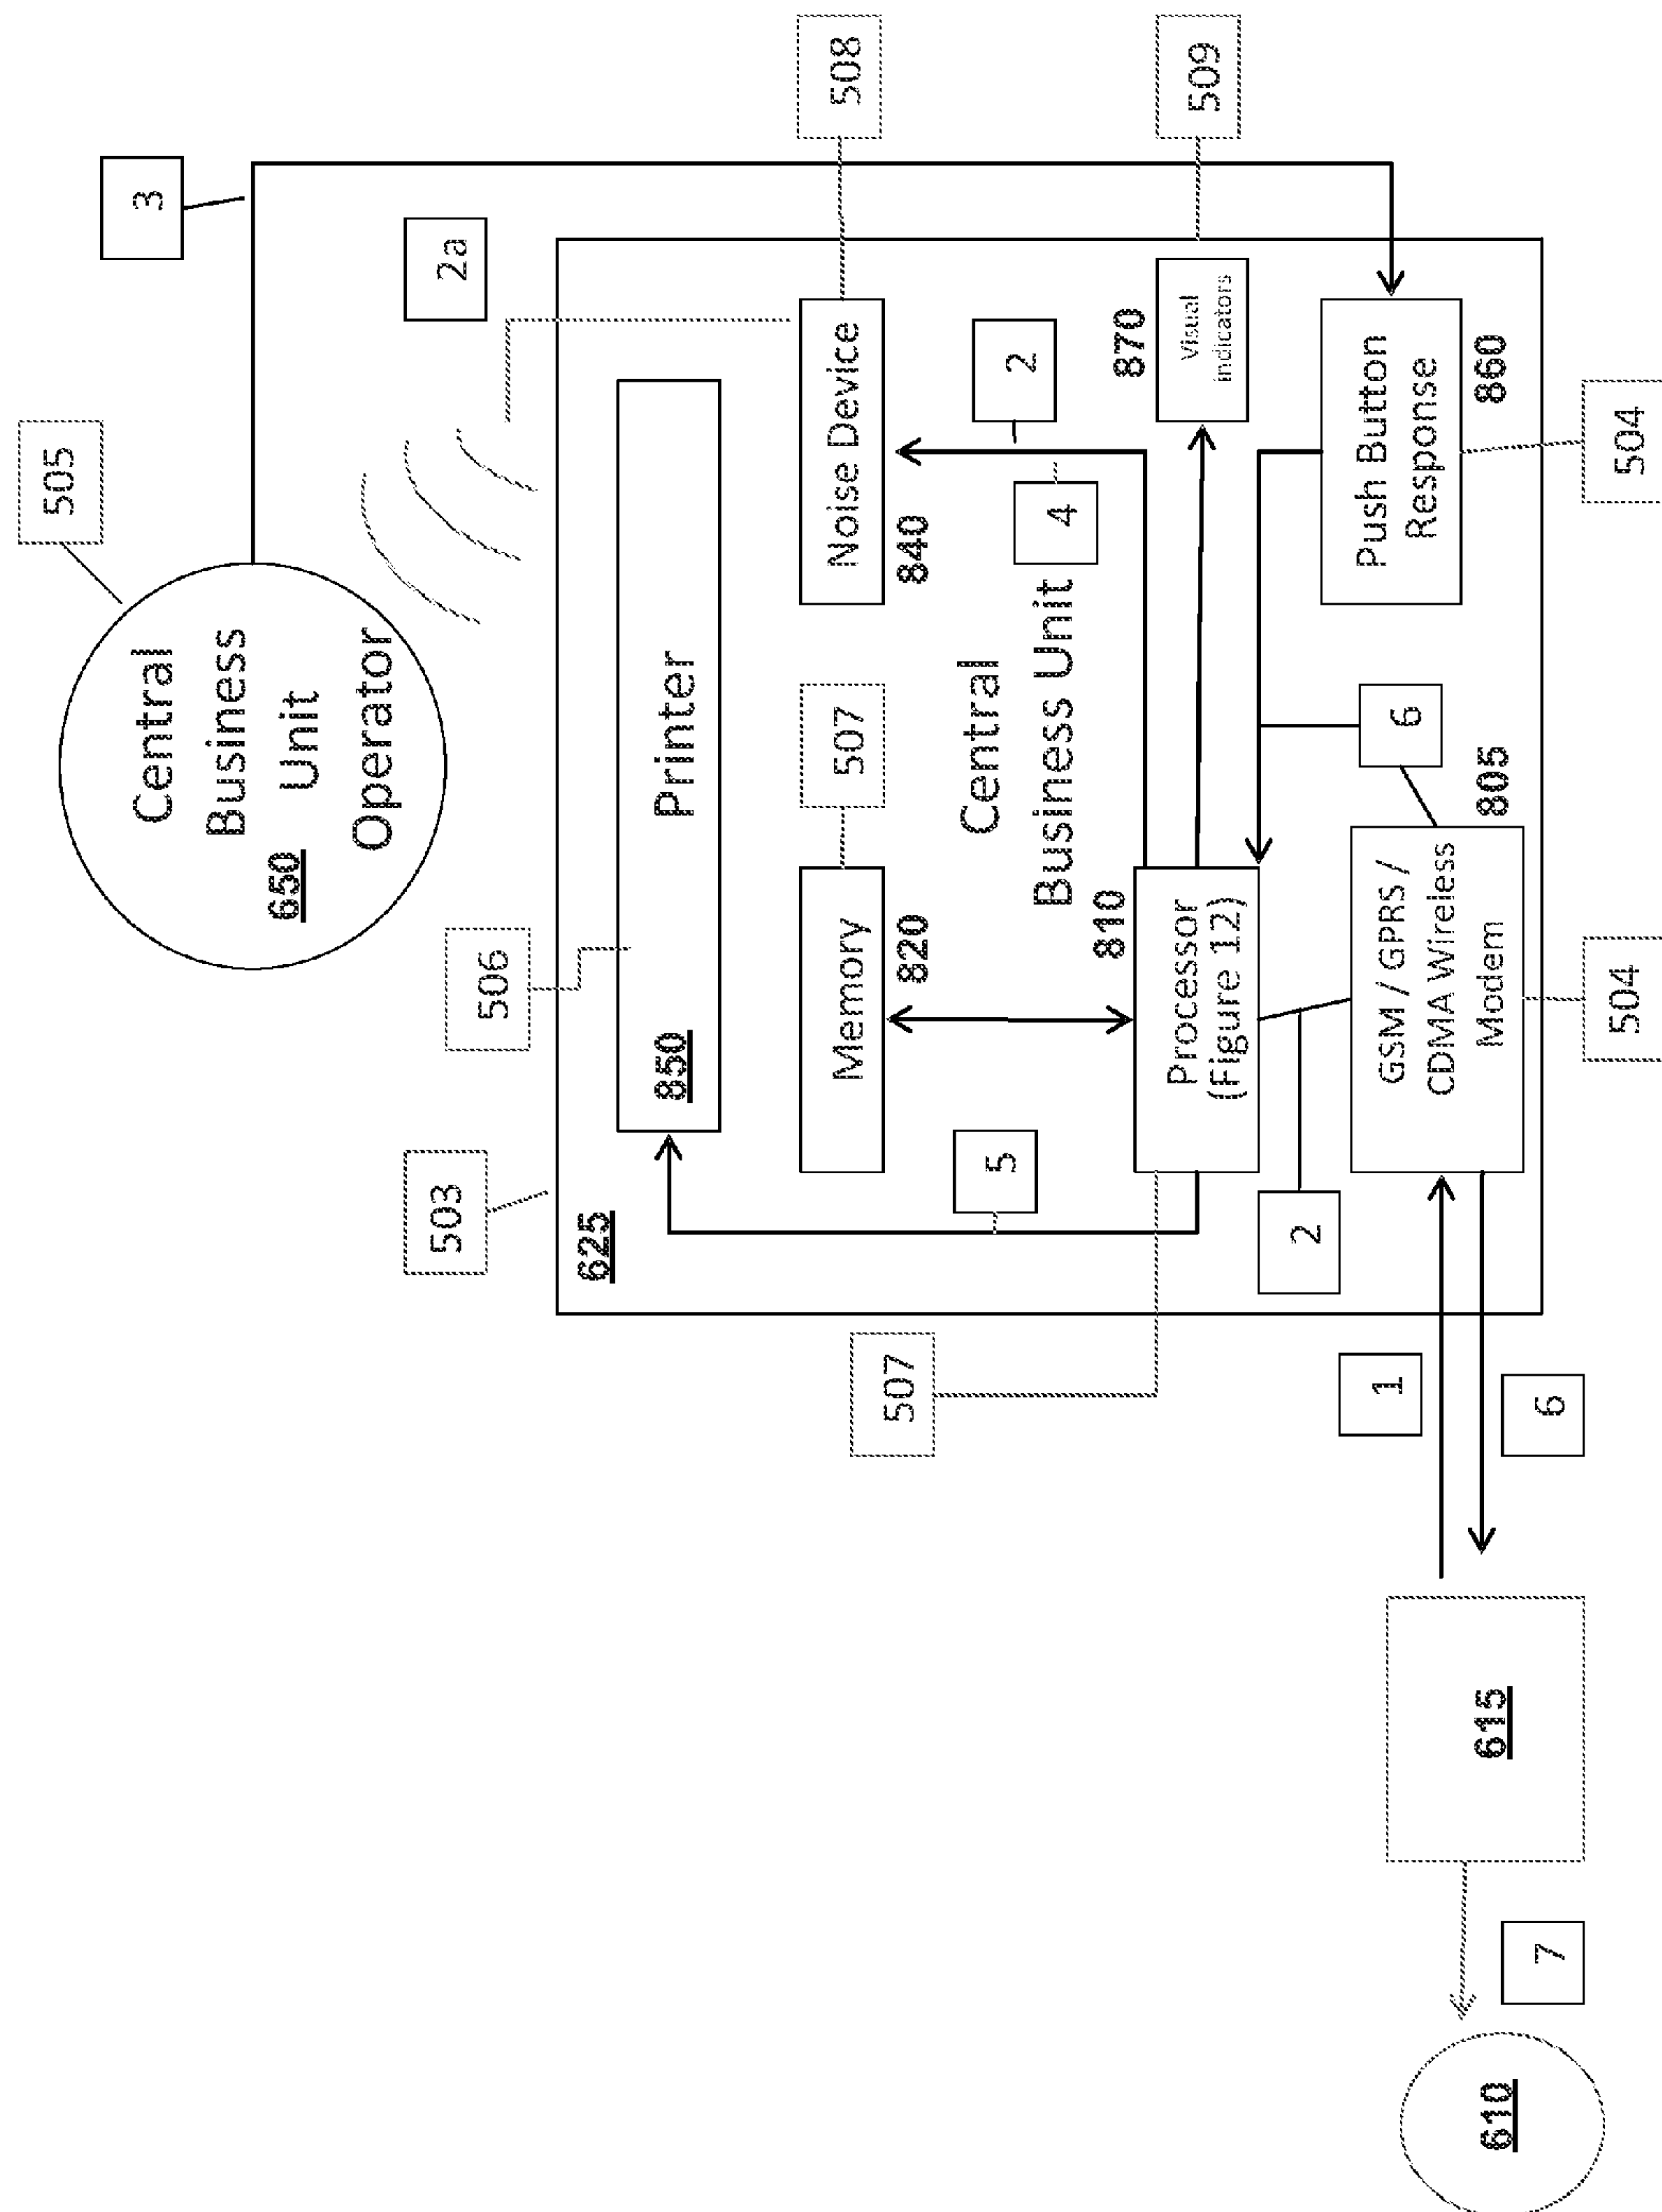 505
Central
Business
Unit
Operator
650
3
2a
506
503
625
850
Printer
508
Memory
820
507
Noise Device
840
Central
Business Unit
2
4
5
507
Processor
(Figure 12)
810
870
Visual
indicators
509
2
6
GSM / GPRS /
CDMA Wireless
Modem
805
504
Push Button
Response
860
504
1
6
615
7
610